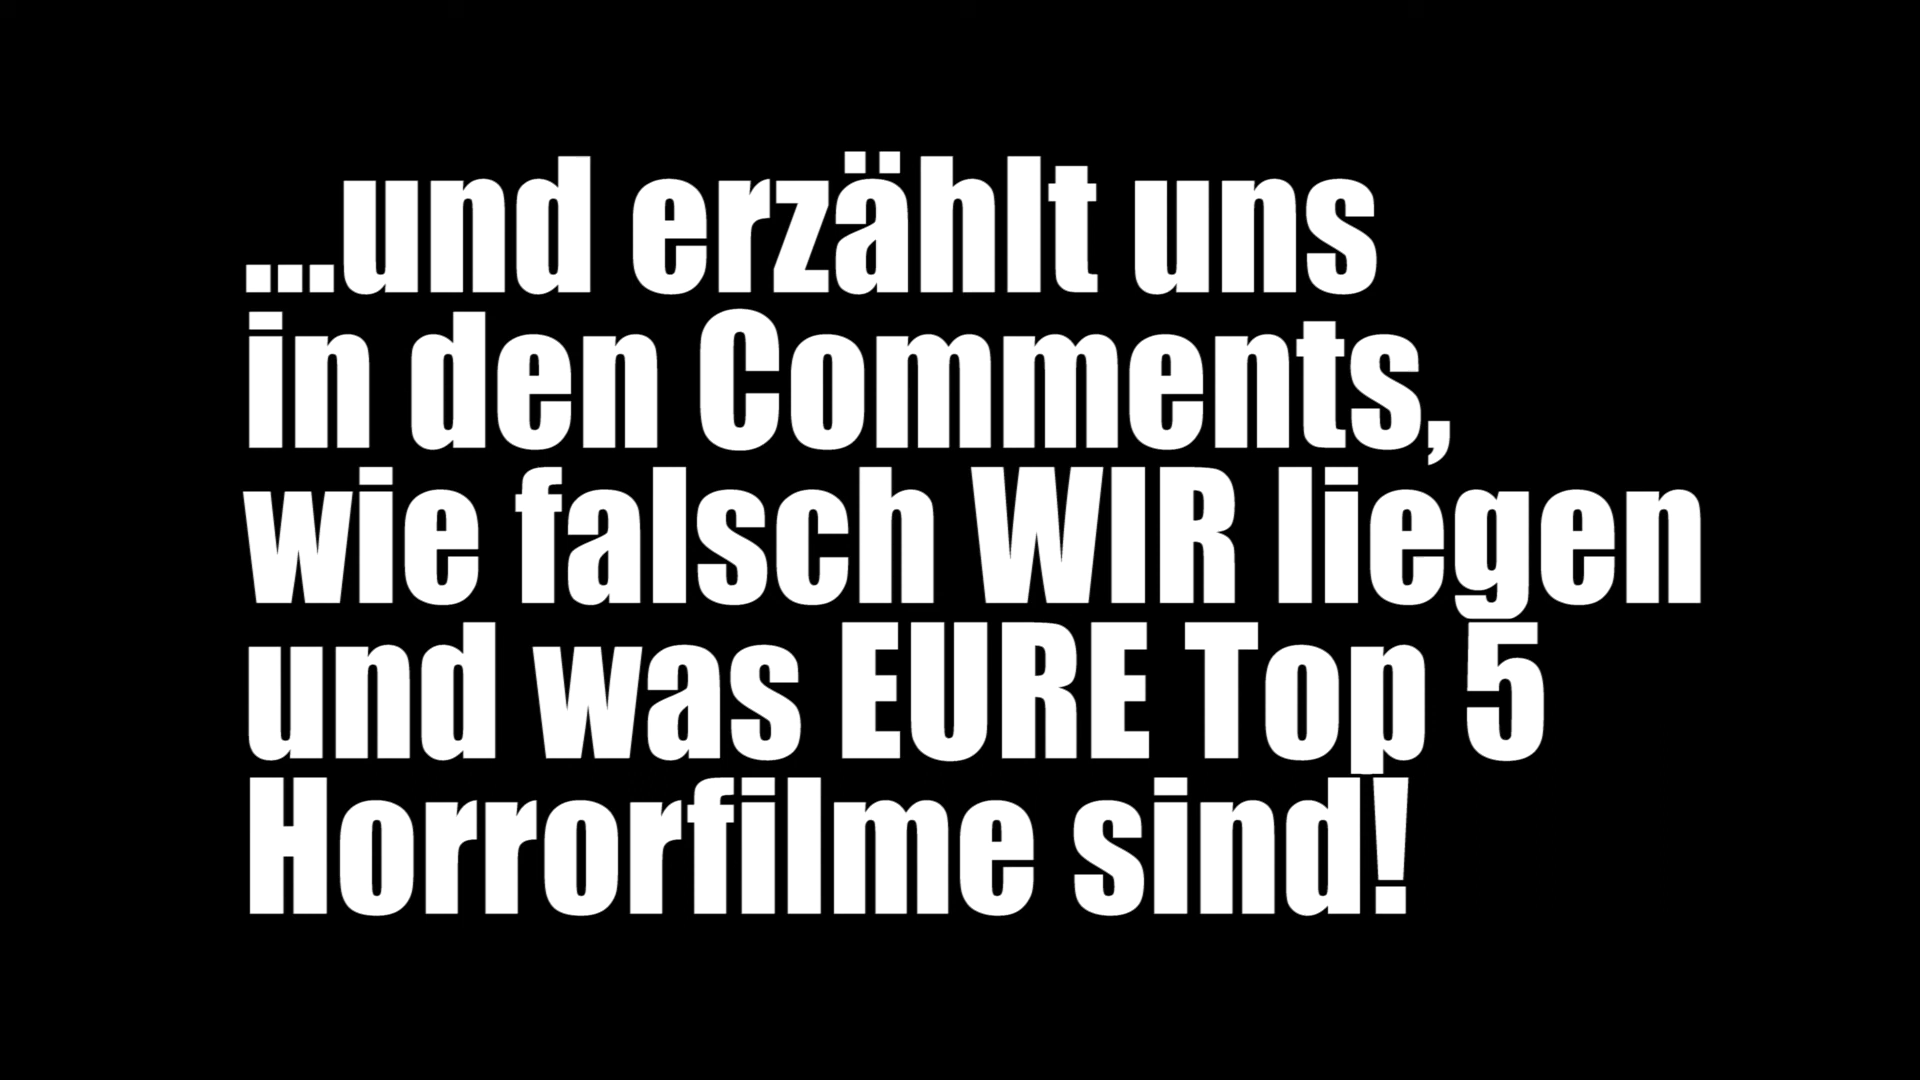 ...und erzählt uns
in den Comments,
wie falsch WIR liegen
und was EURE Top 5
Horrorfilme sind!